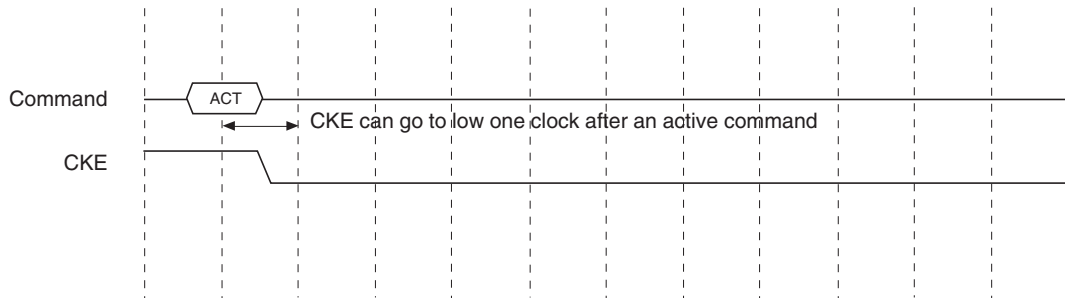 Command
ACT
CKE can go to low one clock after an active command
CKE